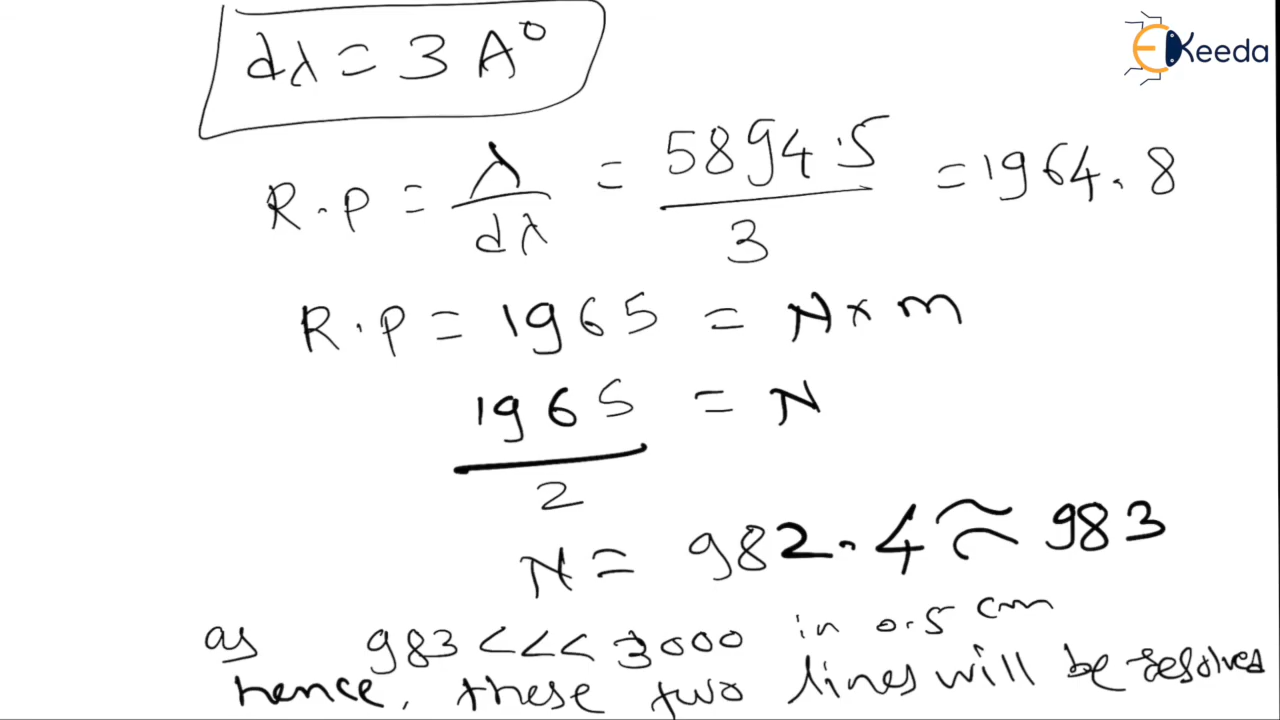 dλ = 3 A°
EKeeda
R.P = λ/dλ = 5894.5/3 = 1964.8
R.P = 1965 = N × m
1965/2 = N
N = 982.4 ≈ 983
as 983 <<< 3000 in 0.5 cm
hence, these two lines will be resolved